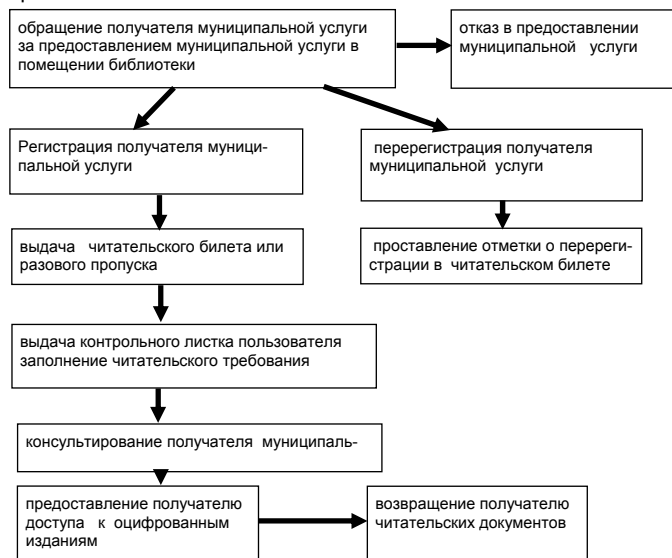 обращение получателя муниципальной услуги
за предоставлением муниципальной услуги в
помещении библиотеки
отказ в предоставлении
муниципальной услуги
Регистрация получателя муници-
пальной услуги
перерегистрация получателя
муниципальной услуги
выдача читательского билета или
разового пропуска
проставление отметки о перереги-
страции в читательском билете
выдача контрольного листка пользователя
заполнение читательского требования
консультирование получателя муниципаль-
предоставление получателю
доступа к оцифрованным
изданиям
возвращение получателю
читательских документов